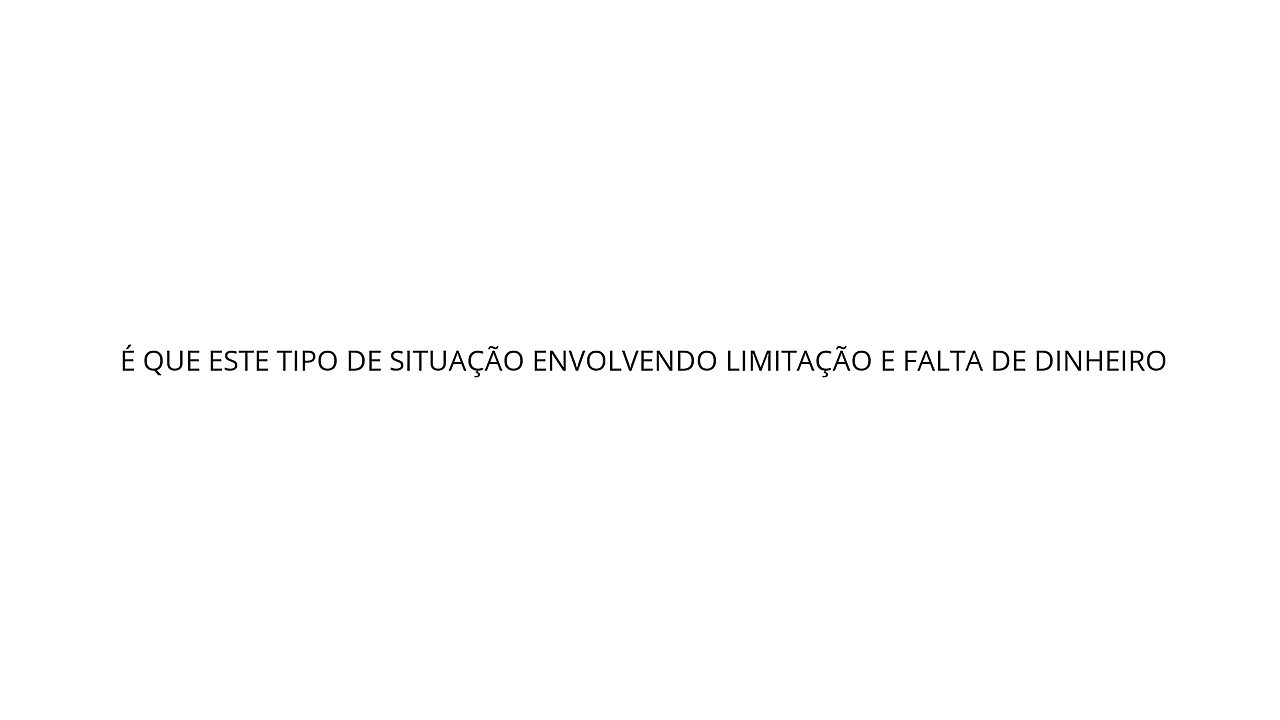 É QUE ESTE TIPO DE SITUAÇÃO ENVOLVENDO LIMITAÇÃO E FALTA DE DINHEIRO